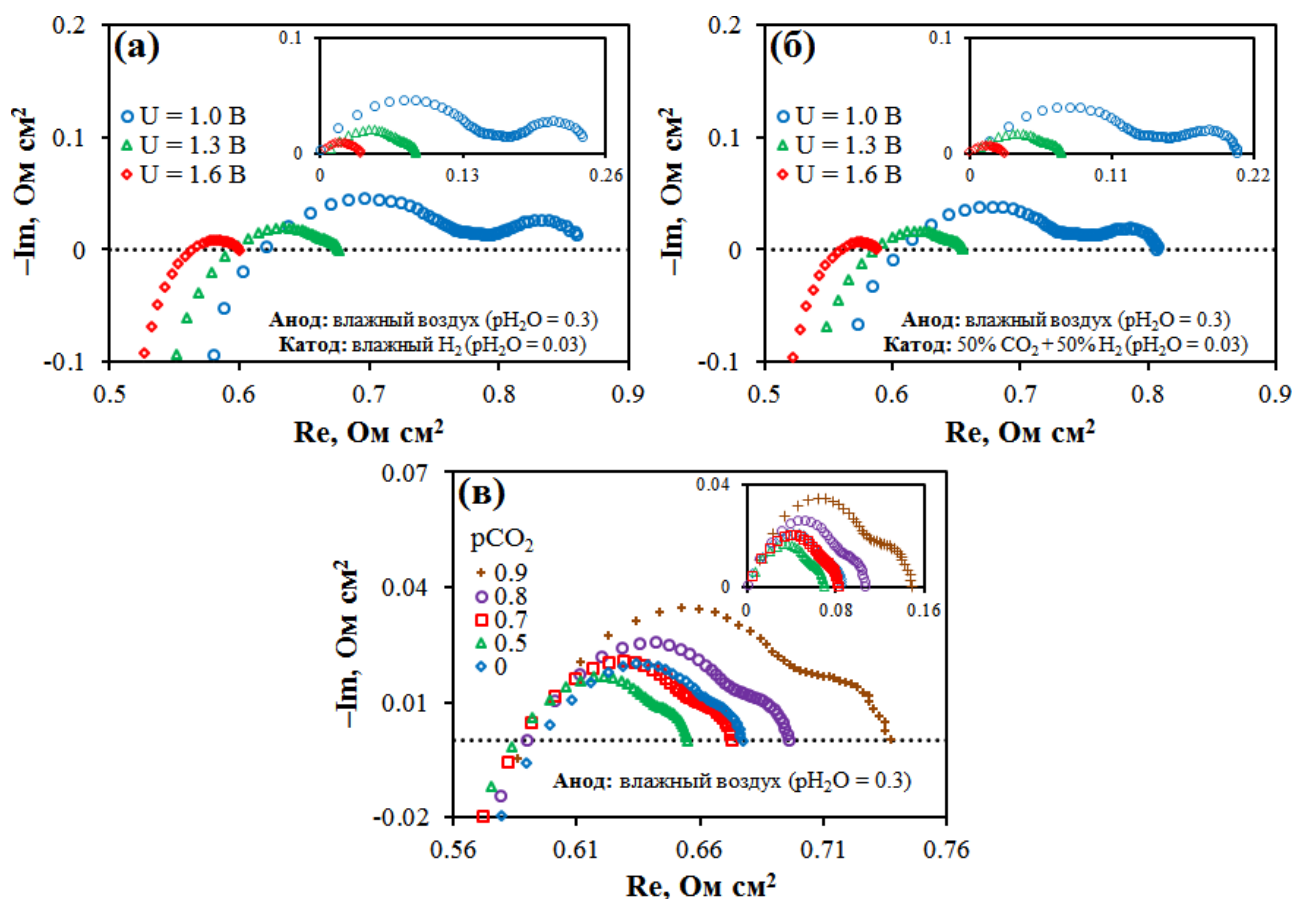 (а)
0.2
0.1
0
-0.1
–Im, Ом см²
U = 1.0 В
U = 1.3 В
U = 1.6 В
0.1
0
0 0.13 0.26
Анод: влажный воздух (pH₂O = 0.3)
Катод: влажный H₂ (pH₂O = 0.03)
0.5 0.6 0.7 0.8 0.9
Re, Ом см²
(б)
0.2
0.1
0
-0.1
–Im, Ом см²
U = 1.0 В
U = 1.3 В
U = 1.6 В
0.1
0
0 0.11 0.22
Анод: влажный воздух (pH₂O = 0.3)
Катод: 50% CO₂ + 50% H₂ (pH₂O = 0.03)
0.5 0.6 0.7 0.8 0.9
Re, Ом см²
(в)
0.07
0.04
0.01
-0.02
–Im, Ом см²
pCO₂
0.9
0.8
0.7
0.5
0
0.04
0
0 0.08 0.16
Анод: влажный воздух (pH₂O = 0.3)
0.56 0.61 0.66 0.71 0.76
Re, Ом см²